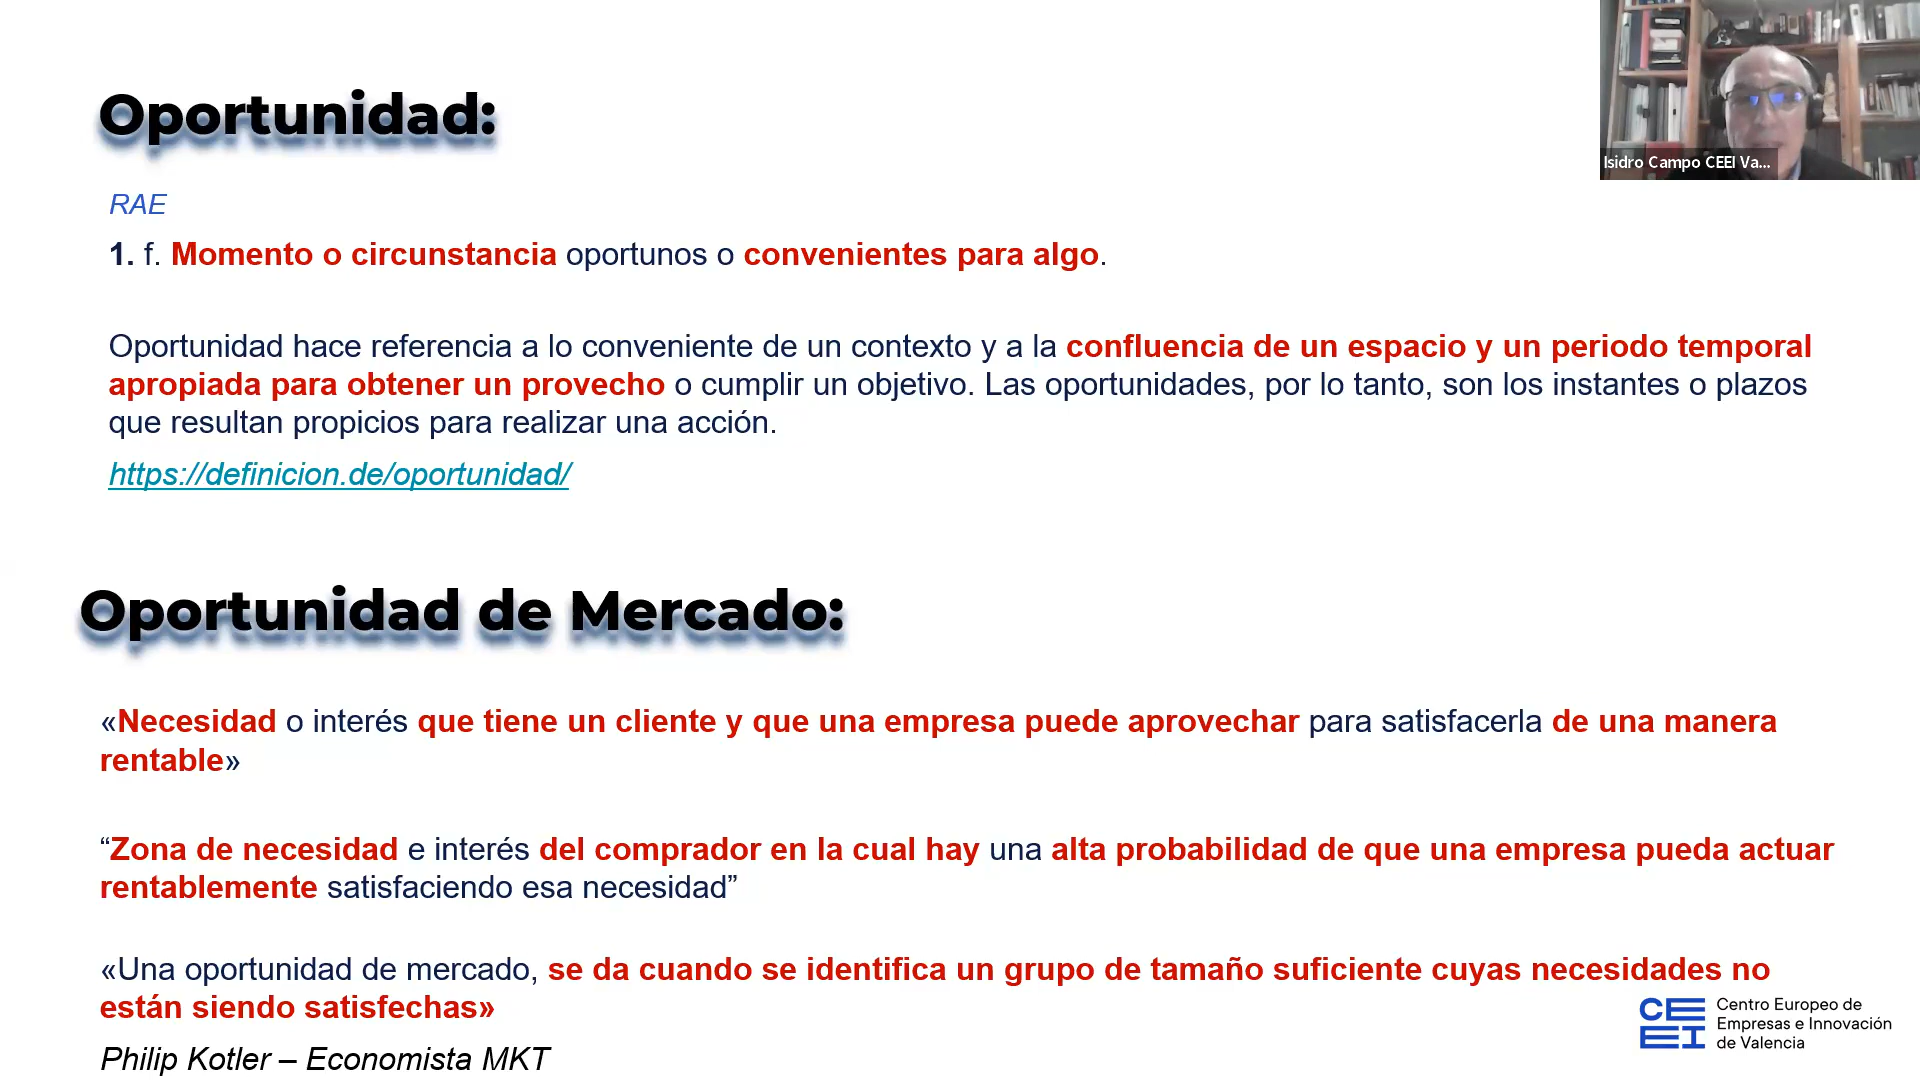 Oportunidad:
Isidro Campo CEEI Va...
RAE
1. f. Momento o circunstancia oportunos o convenientes para algo.
Oportunidad hace referencia a lo conveniente de un contexto y a la confluencia de un espacio y un periodo temporal
apropiada para obtener un provecho o cumplir un objetivo. Las oportunidades, por lo tanto, son los instantes o plazos
que resultan propicios para realizar una acción.
https://definicion.de/oportunidad/
Oportunidad de Mercado:
«Necesidad o interés que tiene un cliente y que una empresa puede aprovechar para satisfacerla de una manera
rentable»
“Zona de necesidad e interés del comprador en la cual hay una alta probabilidad de que una empresa pueda actuar
rentablemente satisfaciendo esa necesidad”
«Una oportunidad de mercado, se da cuando se identifica un grupo de tamaño suficiente cuyas necesidades no
están siendo satisfechas»
Philip Kotler – Economista MKT
CEEI
Centro Europeo de
Empresas e Innovación
de Valencia